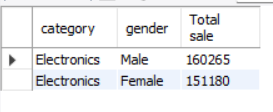 category gender Total sale
Electronics Male 160265
Electronics Female 151180